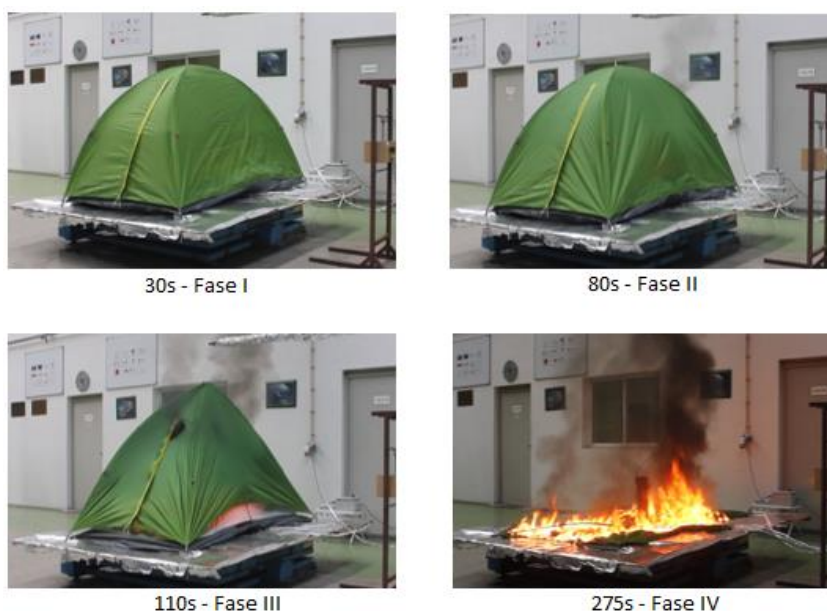 30s - Fase I
80s - Fase II
110s - Fase III
275s - Fase IV